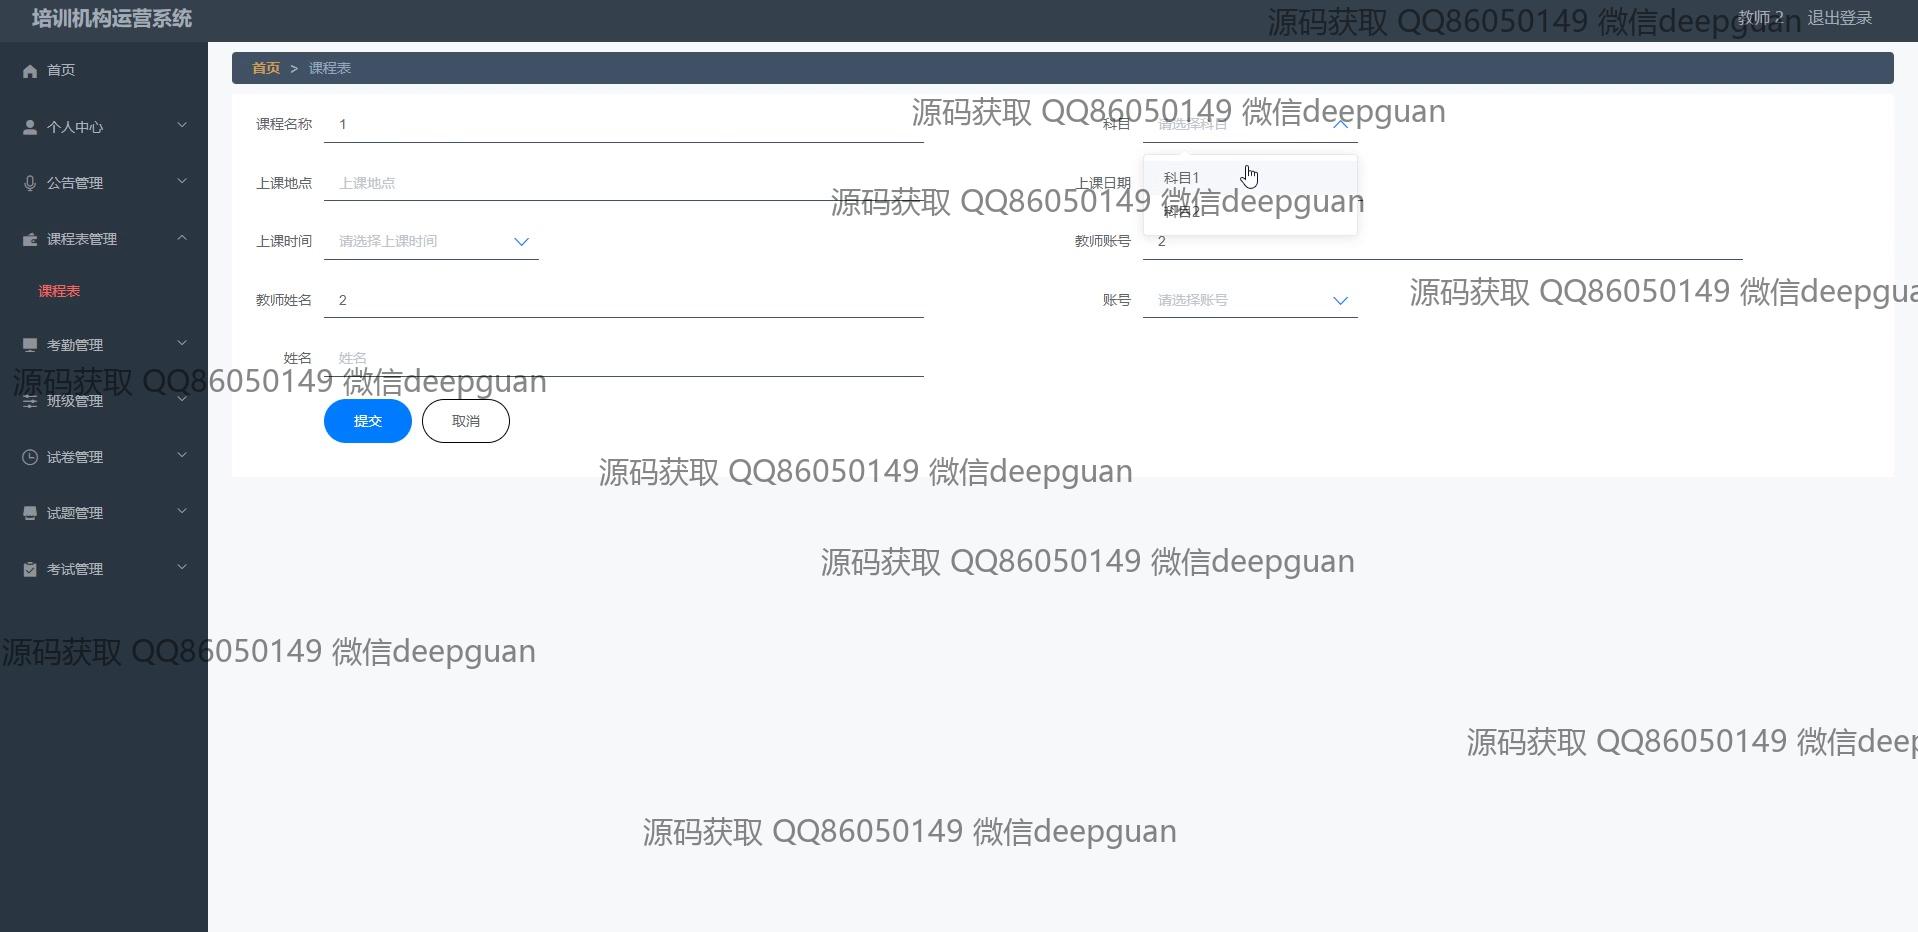 培训机构运营系统
源码获取 QQ86050149 微信deepguan
教师 2
退出登录
首页
首页 > 课程表
个人中心
公告管理
课程表管理
课程表
考勤管理
班级管理
试卷管理
试题管理
考试管理
源码获取 QQ86050149 微信deepguan
课程名称
1
科目
请选择科目
科目1
科目2
上课地点
上课地点
上课日期
源码获取 QQ86050149 微信deepguan
上课时间
请选择上课时间
教师账号
2
源码获取 QQ86050149 微信deepgua
教师姓名
2
账号
请选择账号
姓名
姓名
源码获取 QQ86050149 微信deepguan
提交
取消
源码获取 QQ86050149 微信deepguan
源码获取 QQ86050149 微信deepguan
源码获取 QQ86050149 微信deepguan
源码获取 QQ86050149 微信deep
源码获取 QQ86050149 微信deepguan